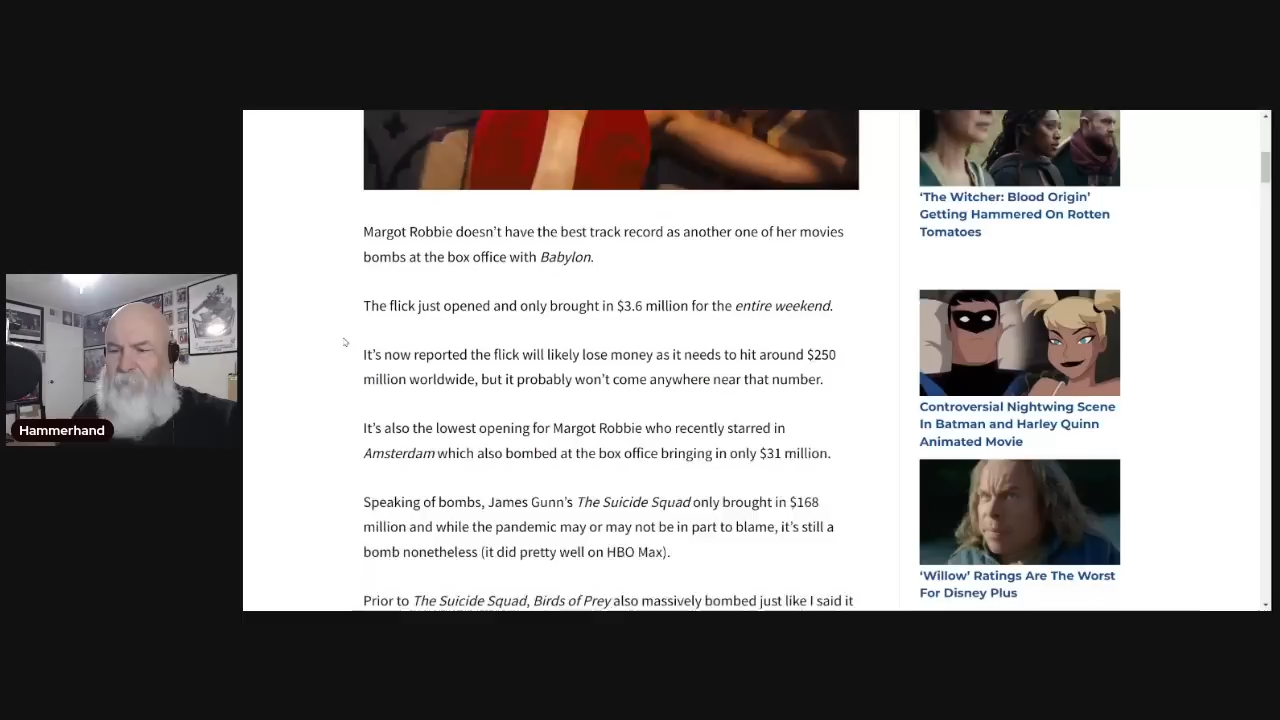 Margot Robbie doesn’t have the best track record as another one of her movies
bombs at the box office with Babylon.
The flick just opened and only brought in $3.6 million for the entire weekend.
It’s now reported the flick will likely lose money as it needs to hit around $250
million worldwide, but it probably won’t come anywhere near that number.
It’s also the lowest opening for Margot Robbie who recently starred in
Amsterdam which also bombed at the box office bringing in only $31 million.
Speaking of bombs, James Gunn’s The Suicide Squad only brought in $168
million and while the pandemic may or may not be in part to blame, it’s still a
bomb nonetheless (it did pretty well on HBO Max).
Prior to The Suicide Squad, Birds of Prey also massively bombed just like I said it
‘The Witcher: Blood Origin’
Getting Hammered On Rotten
Tomatoes
Controversial Nightwing Scene
In Batman and Harley Quinn
Animated Movie
‘Willow’ Ratings Are The Worst
For Disney Plus
Hammerhand